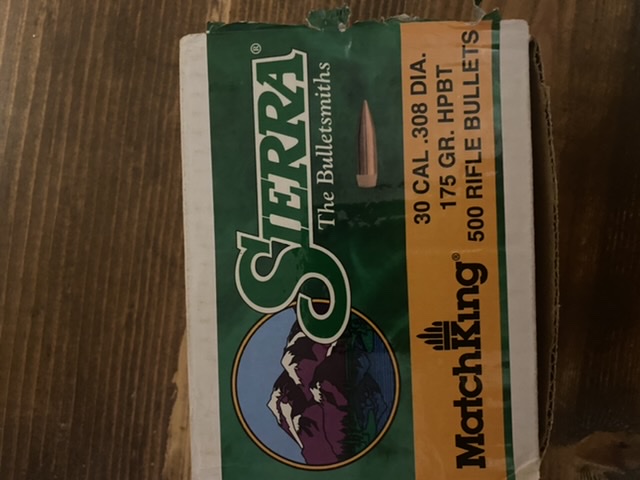 SIERRA®
The Bulletsmiths
MatchKing®
30 CAL .308 DIA.
175 GR. HPBT
500 RIFLE BULLETS